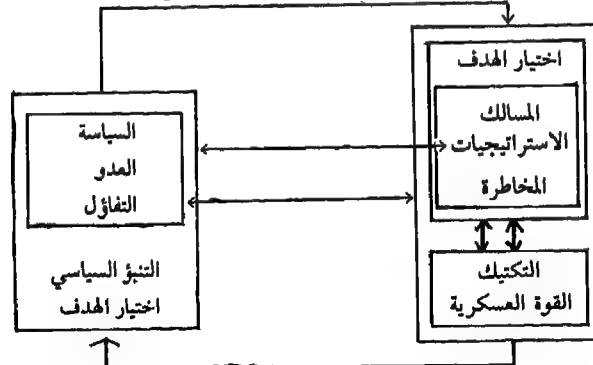 اختيار الهدف
المسالك
الاستراتيجيات
المخاطرة
التكتيك
القوة العسكرية
السياسة
العدو
التفاؤل
التنبؤ السياسي
اختيار الهدف